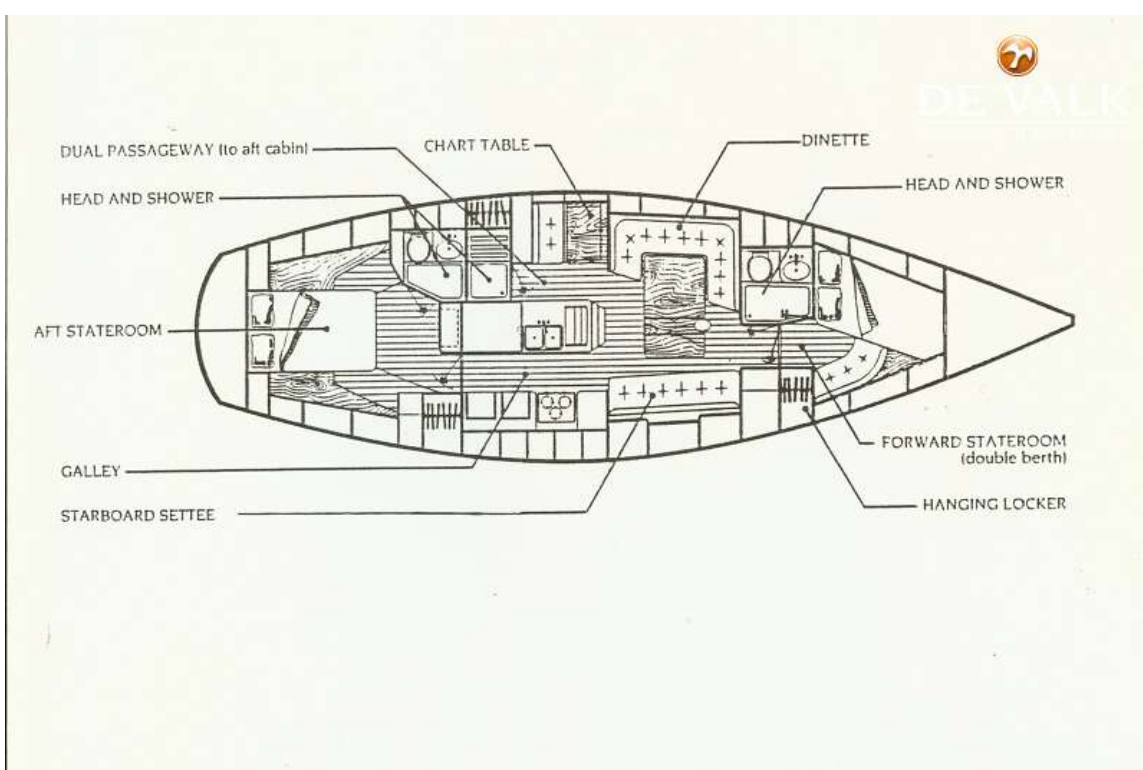 DE VALK
DUAL PASSAGEWAY (to aft cabin)
CHART TABLE
DINETTE
HEAD AND SHOWER
HEAD AND SHOWER
AFT STATEROOM
FORWARD STATEROOM
(double berth)
GALLEY
HANGING LOCKER
STARBOARD SETTEE